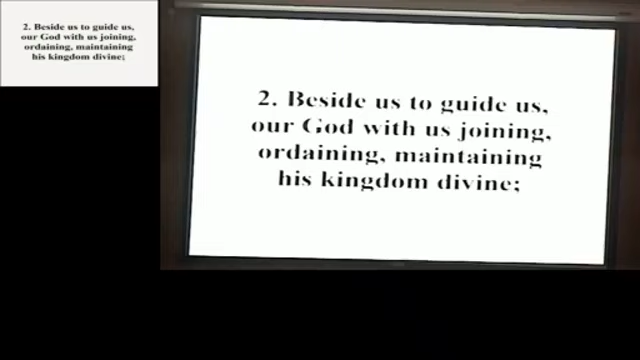 2. Beside us to guide us,
our God with us joining,
ordaining, maintaining
his kingdom divine;
2. Beside us to guide us,
our God with us joining,
ordaining, maintaining
his kingdom divine;